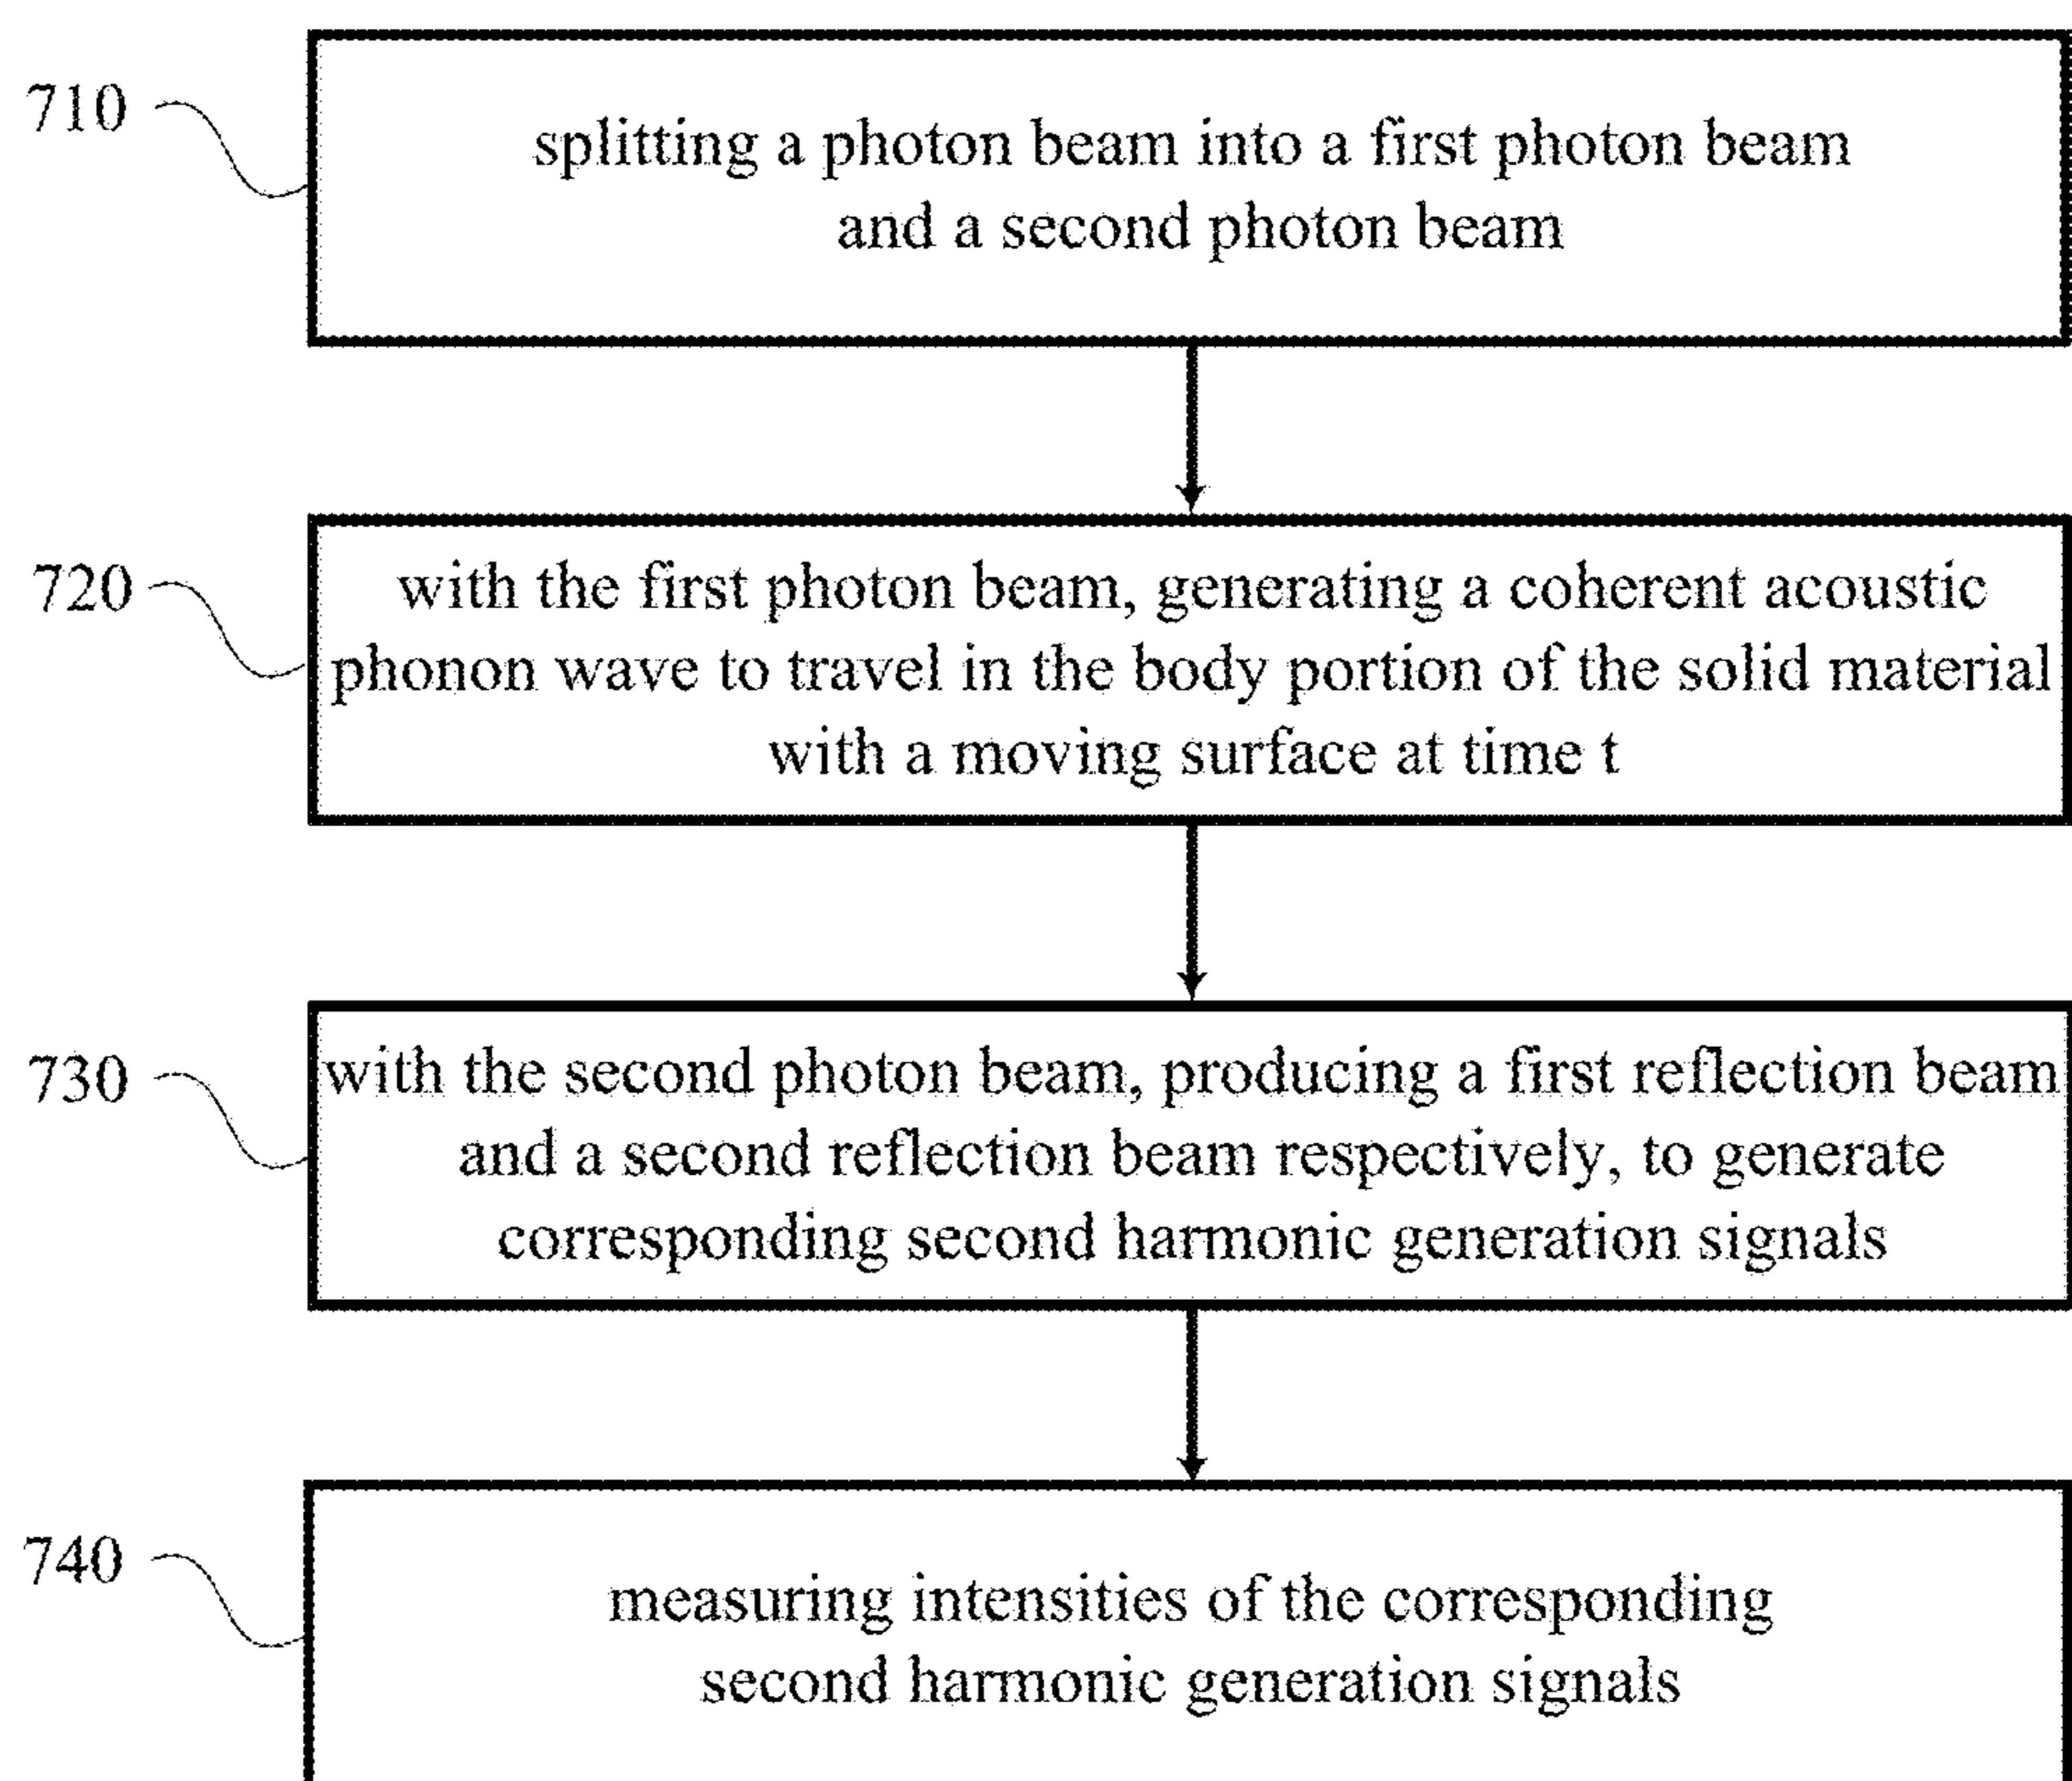 710
splitting a photon beam into a first photon beam
and a second photon beam
720
with the first photon beam, generating a coherent acoustic
phonon wave to travel in the body portion of the solid material
with a moving surface at time t
730
with the second photon beam, producing a first reflection beam
and a second reflection beam respectively, to generate
corresponding second harmonic generation signals
740
measuring intensities of the corresponding
second harmonic generation signals